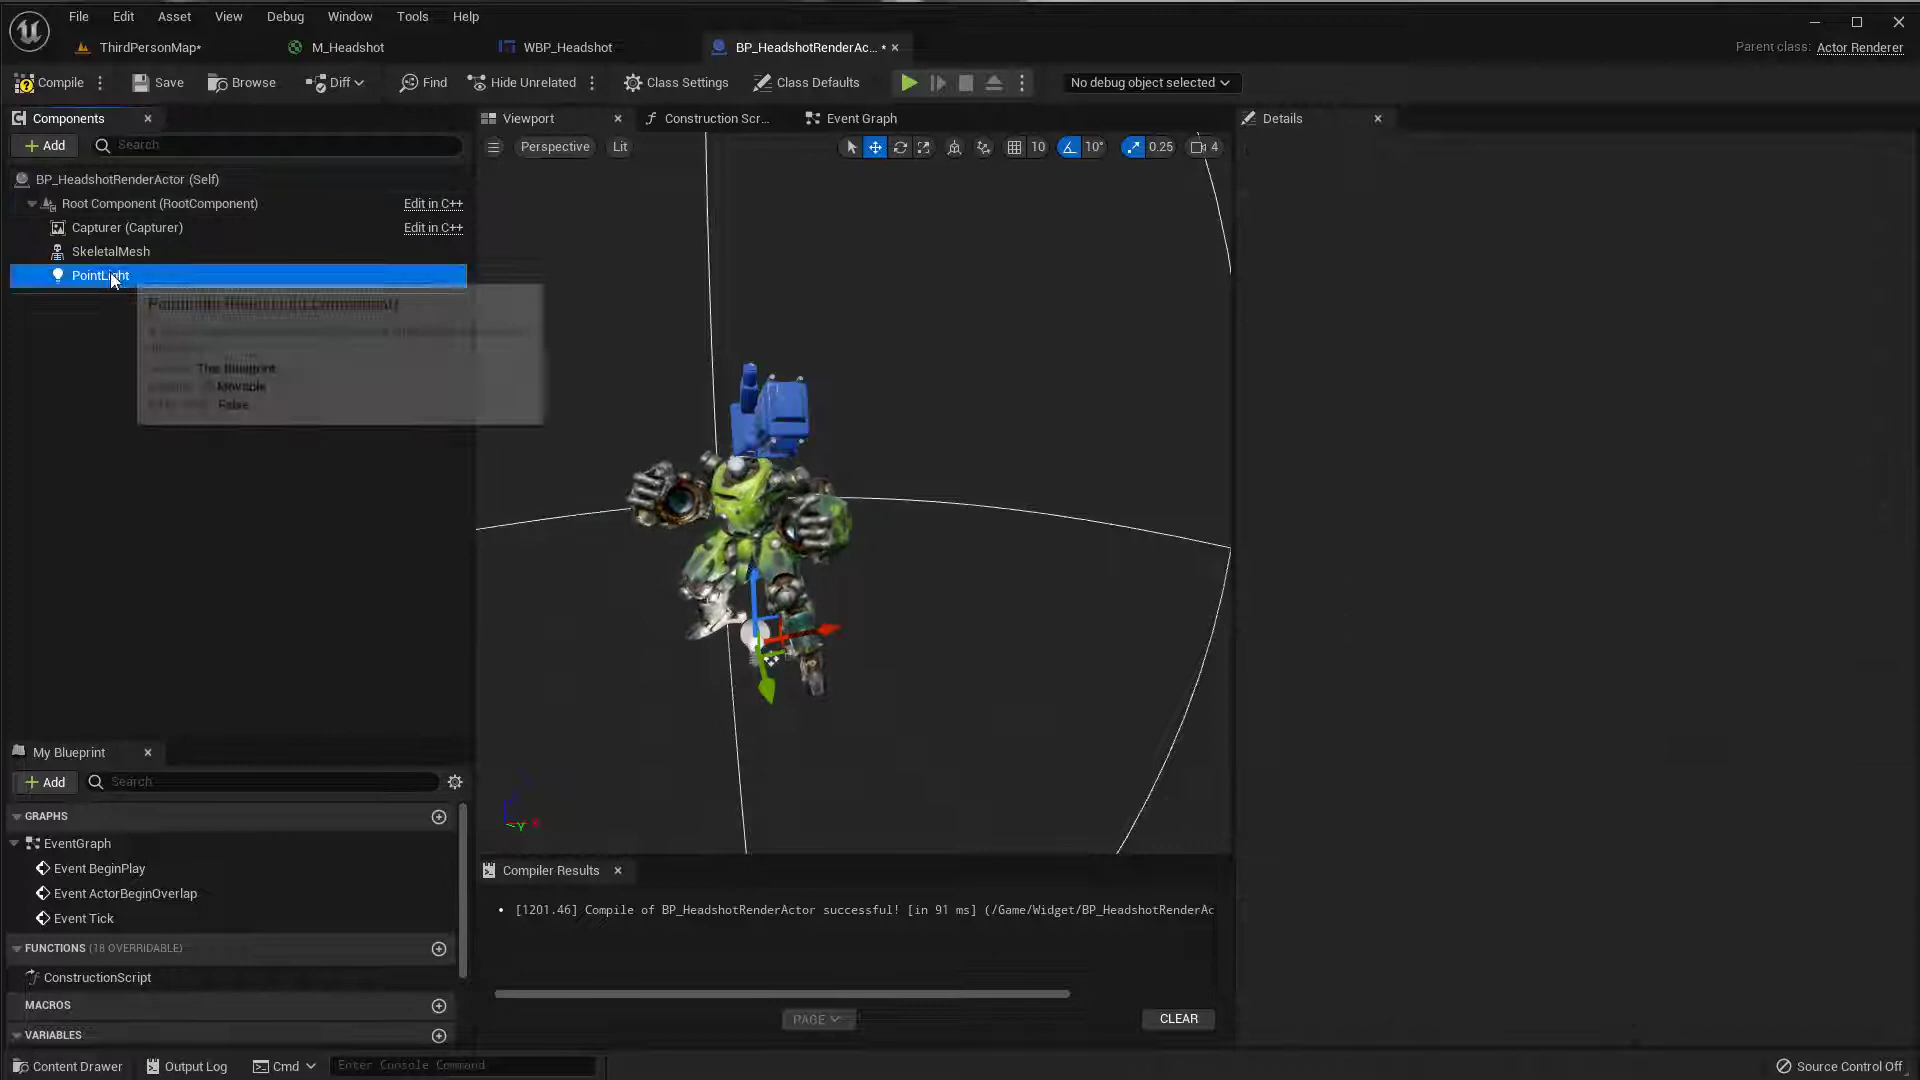 File Edit Asset View Debug Window Tools Help
ThirdPersonMap* M_Headshot WBP_Headshot BP_HeadshotRenderAc... * Parent class: Actor Renderer
Compile Save Browse Diff Find Hide Unrelated Class Settings Class Defaults No debug object selected
Components Viewport Construction Scr... Event Graph Details
+ Add Search Perspective Lit 10 10° 0.25 4
BP_HeadshotRenderActor (Self)
Root Component (RootComponent) Edit in C++
Capturer (Capturer) Edit in C++
SkeletalMesh
PointLight
This Blueprint
Movable
False
My Blueprint
+ Add Search
GRAPHS
EventGraph
Event BeginPlay
Event ActorBeginOverlap
Event Tick
FUNCTIONS (18 OVERRIDABLE)
ConstructionScript
MACROS
VARIABLES
Y
Compiler Results
• [1201.46] Compile of BP_HeadshotRenderActor successful! [in 91 ms] (/Game/Widget/BP_HeadshotRenderAc
PAGE CLEAR
Content Drawer Output Log Cmd Enter Console Command Source Control Off